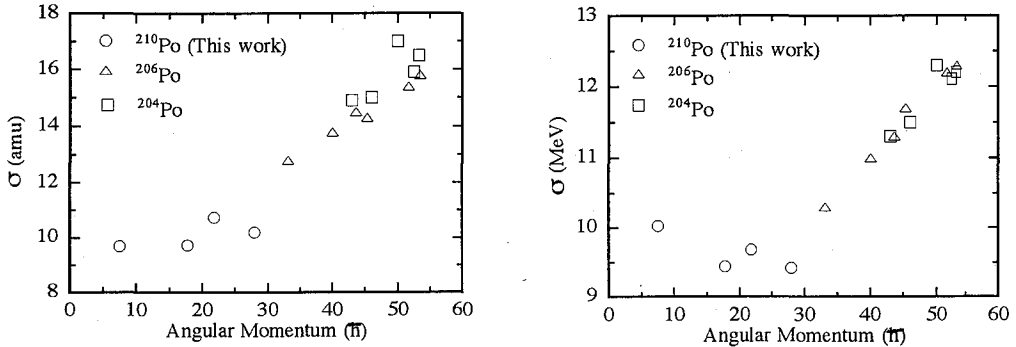 18
16
14
12
10
8
σ (amu)
²¹⁰Po (This work)
²⁰⁶Po
²⁰⁴Po
0 10 20 30 40 50 60
Angular Momentum (ħ)
13
12
11
10
9
σ (MeV)
²¹⁰Po (This work)
²⁰⁶Po
²⁰⁴Po
0 10 20 30 40 50 60
Angular Momentum (ħ)